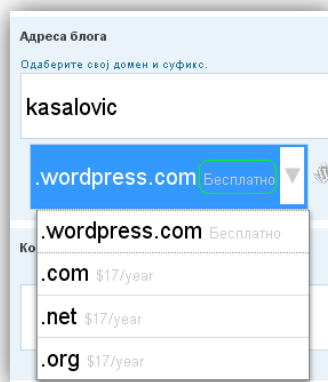 Адреса блога
Одаберите свој домен и суфикс.
kasalovic
.wordpress.com Бесплатно
.wordpress.com Бесплатно
Ко
.com $17/year
.net $17/year
.org $17/year